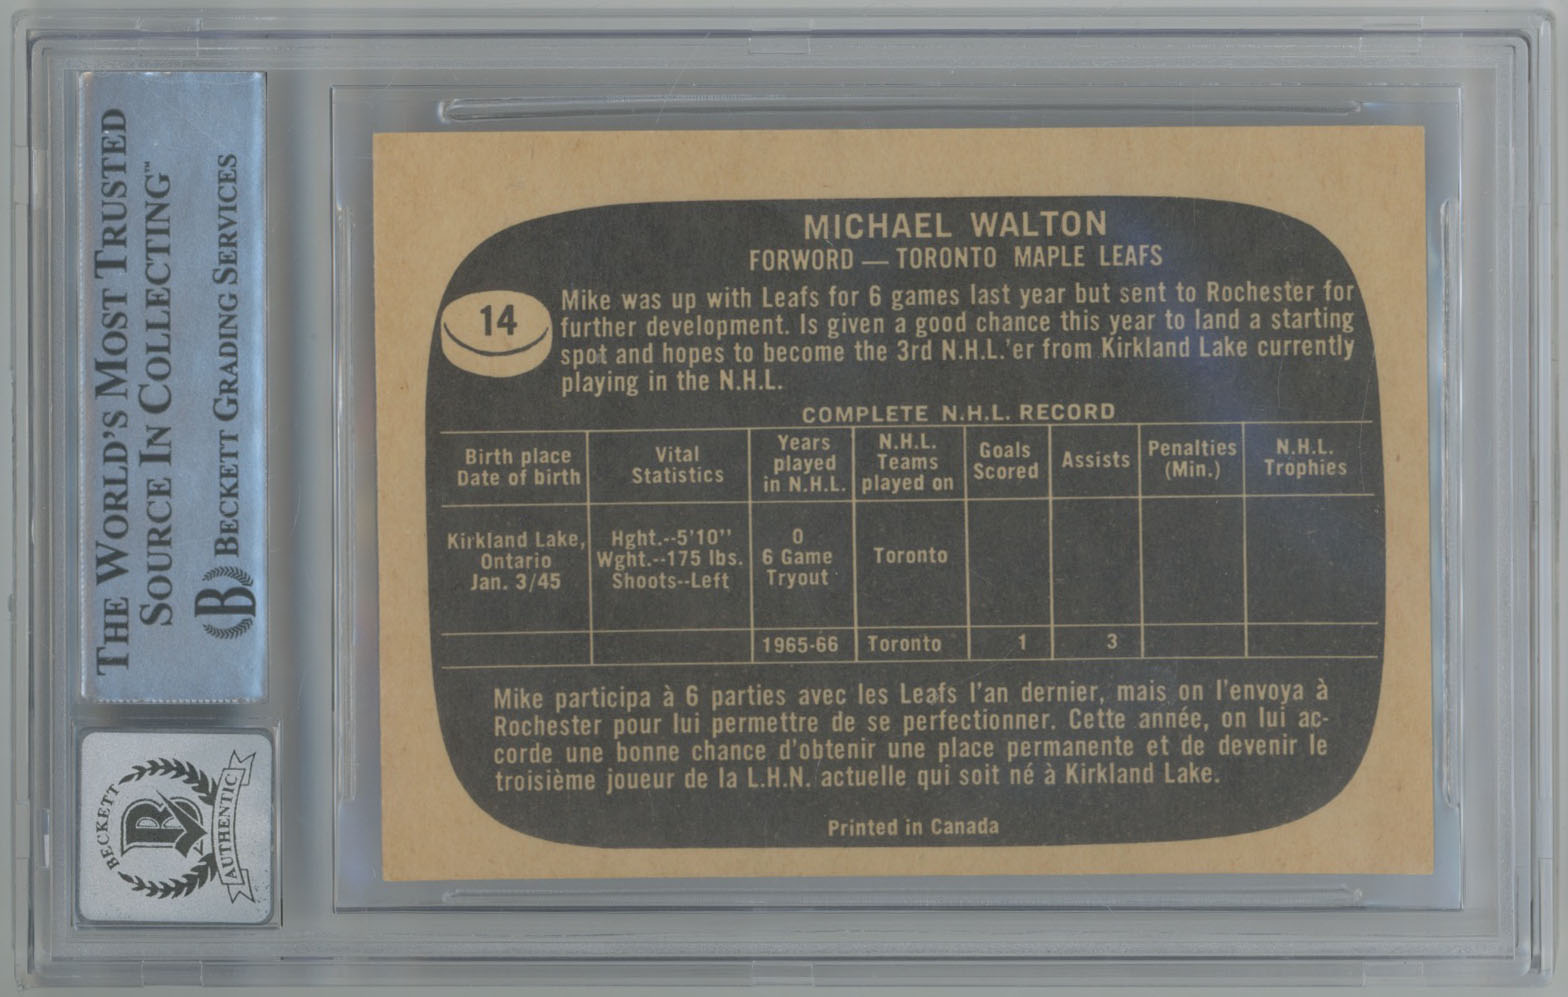 THE WORLD'S MOST TRUSTED
SOURCE IN COLLECTING™
BECKETT GRADING SERVICES
B
BECKETT
AUTHENTIC
MICHAEL WALTON
FORWORD — TORONTO MAPLE LEAFS
14
Mike was up with Leafs for 6 games last year but sent to Rochester for
further development. Is given a good chance this year to land a starting
spot and hopes to become the 3rd N.H.L.'er from Kirkland Lake currently
playing in the N.H.L.
COMPLETE N.H.L. RECORD
Birth place
Date of birth
Vital
Statistics
Years
played
in N.H.L.
N.H.L.
Teams
played on
Goals
Scored
Assists
Penalties
(Min.)
N.H.L.
Trophies
Kirkland Lake,
Ontario
Jan. 3/45
Hght.--5'10"
Wght.--175 lbs.
Shoots--Left
0
6 Game
Tryout
Toronto
1965-66
Toronto
1
3
Mike participa à 6 parties avec les Leafs l'an dernier, mais on l'envoya à
Rochester pour lui permettre de se perfectionner. Cette année, on lui ac-
corde une bonne chance d'obtenir une place permanente et de devenir le
troisième joueur de la L.H.N. actuelle qui soit né à Kirkland Lake.
Printed in Canada